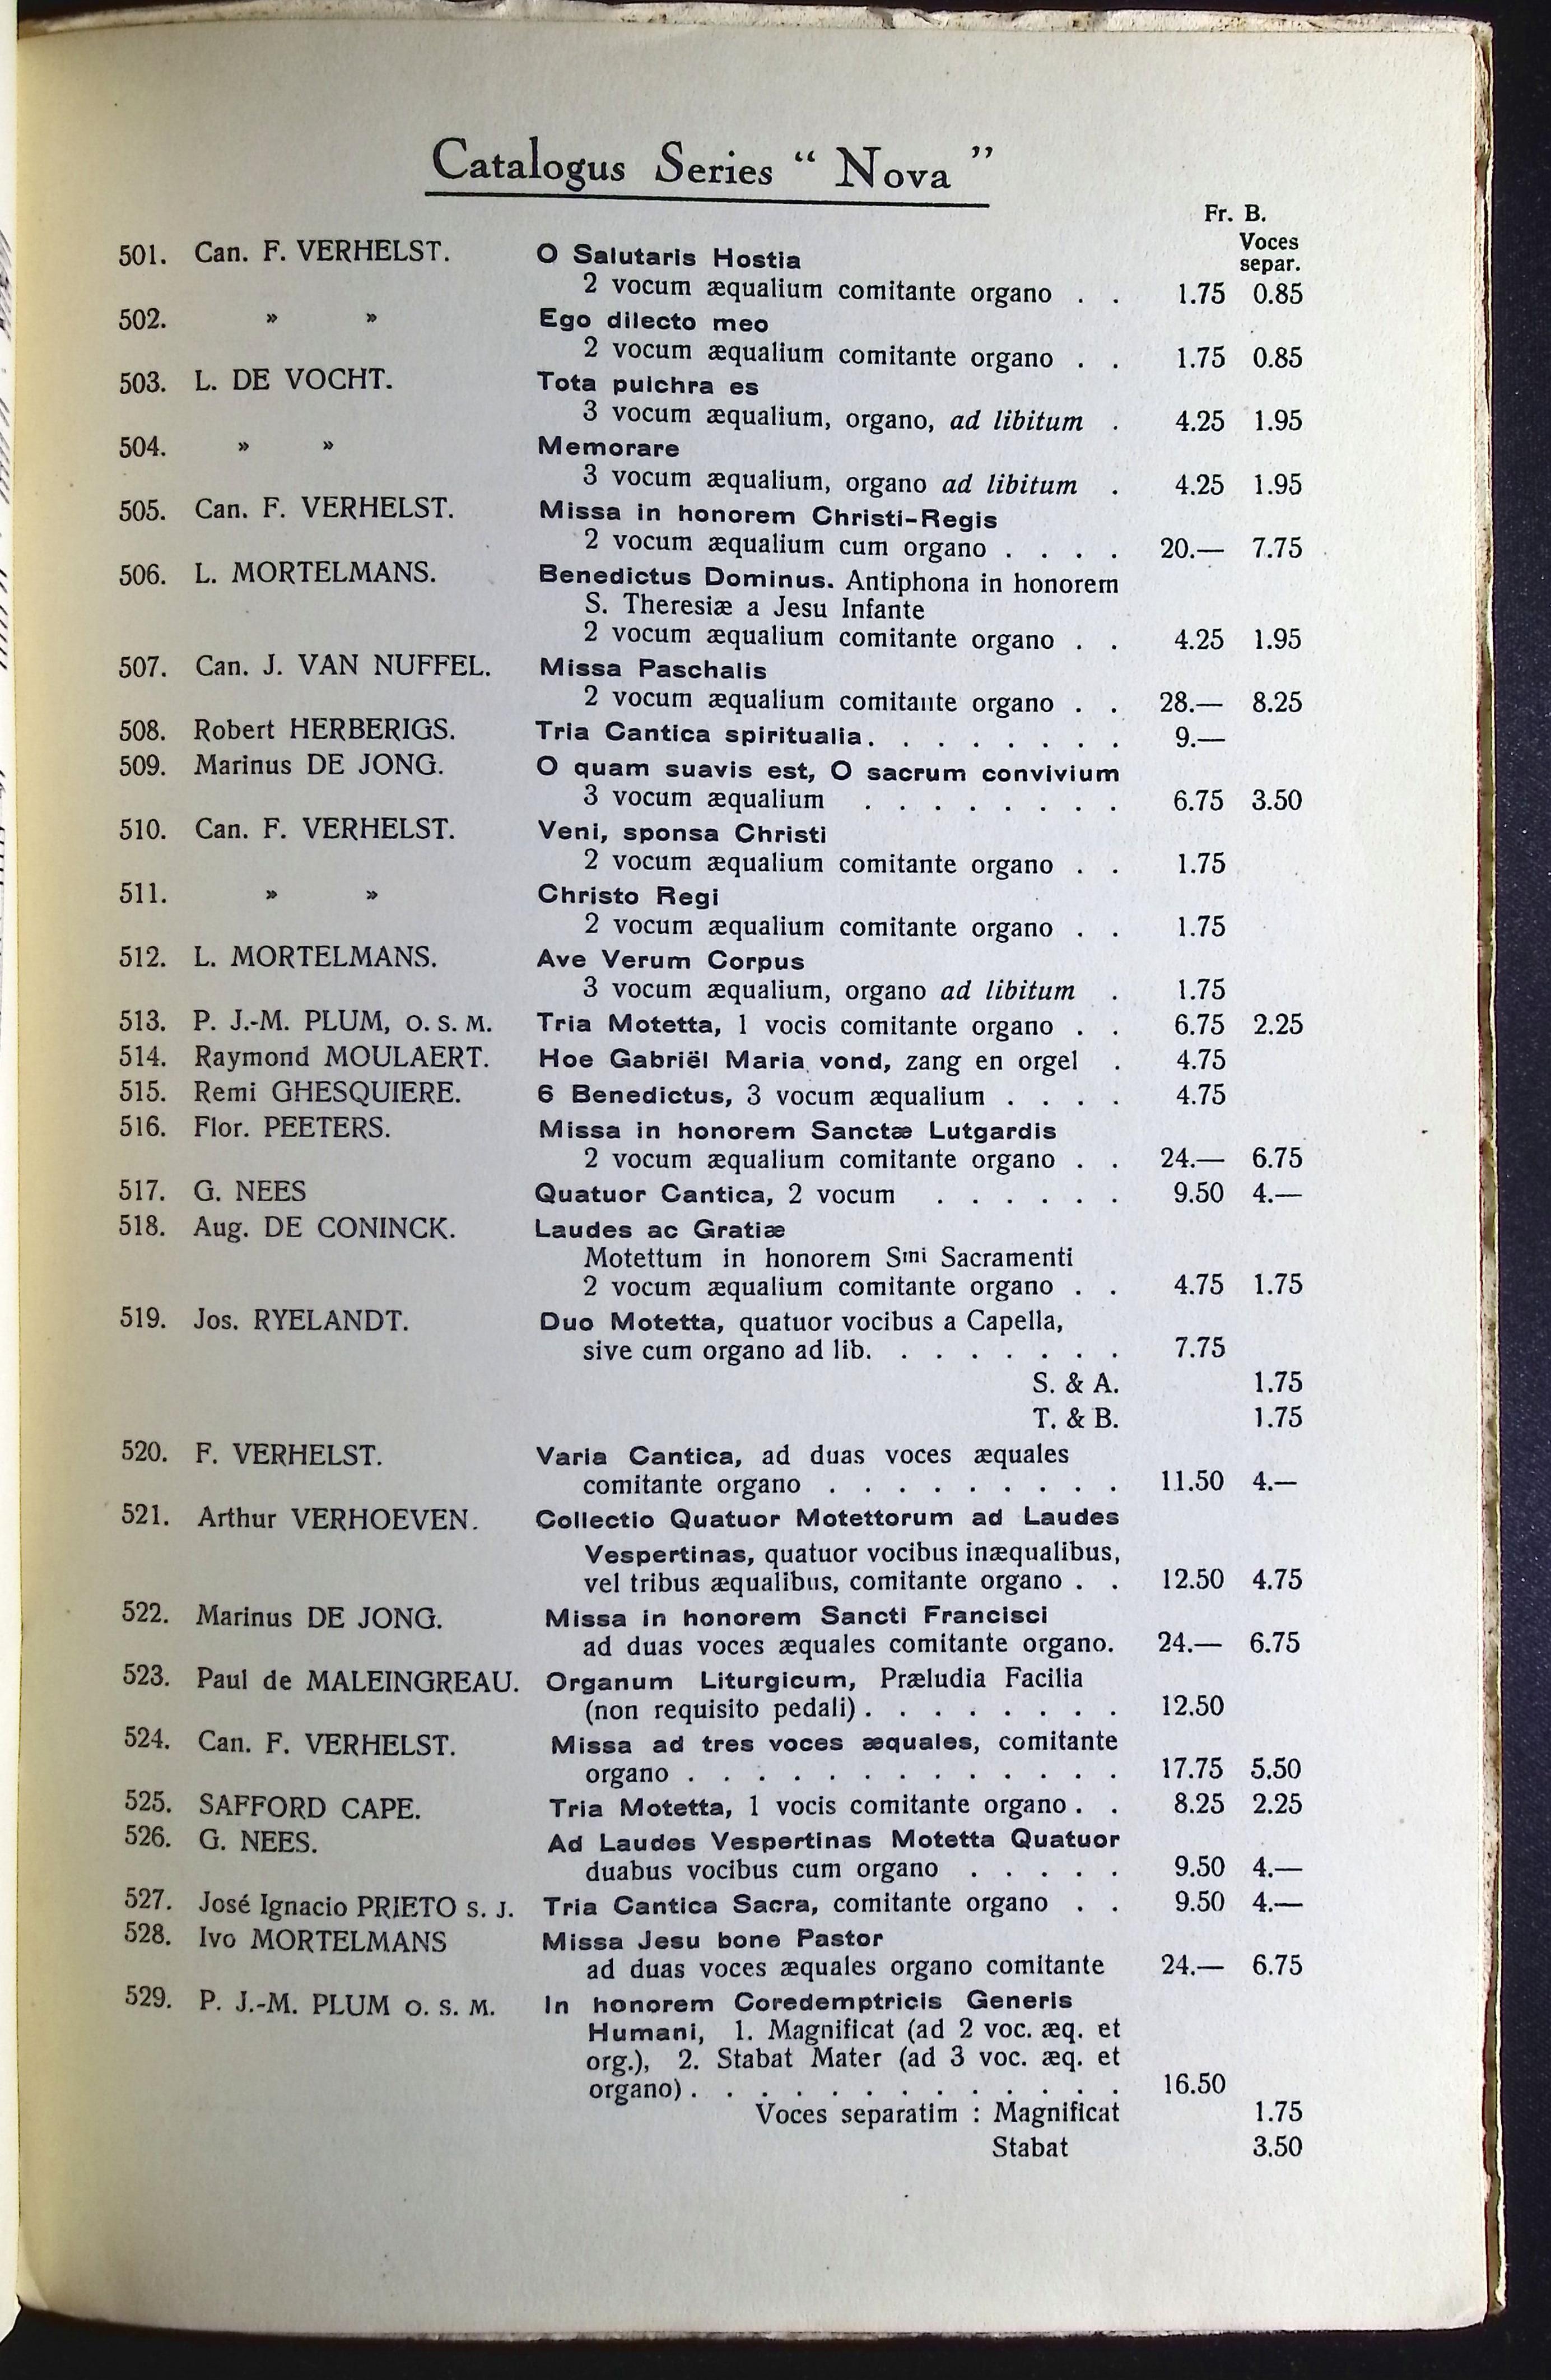 Catalogus Series “ Nova ”
Fr. B.
Voces
separ.
501. Can. F. VERHELST. O Salutaris Hostia
2 vocum æqualium comitante organo . . 1.75 0.85
502. » » Ego dilecto meo
2 vocum æqualium comitante organo . . 1.75 0.85
503. L. DE VOCHT. Tota pulchra es
3 vocum æqualium, organo, ad libitum . 4.25 1.95
504. » » Memorare
3 vocum æqualium, organo ad libitum . 4.25 1.95
505. Can. F. VERHELST. Missa in honorem Christi-Regis
2 vocum æqualium cum organo . . . . 20.— 7.75
506. L. MORTELMANS. Benedictus Dominus. Antiphona in honorem
S. Theresiæ a Jesu Infante
2 vocum æqualium comitante organo . . 4.25 1.95
507. Can. J. VAN NUFFEL. Missa Paschalis
2 vocum æqualium comitante organo . . 28.— 8.25
508. Robert HERBERIGS. Tria Cantica spiritualia. . . . . . . . 9.—
509. Marinus DE JONG. O quam suavis est, O sacrum convivium
3 vocum æqualium . . . . . . . . 6.75 3.50
510. Can. F. VERHELST. Veni, sponsa Christi
2 vocum æqualium comitante organo . . 1.75
511. » » Christo Regi
2 vocum æqualium comitante organo . . 1.75
512. L. MORTELMANS. Ave Verum Corpus
3 vocum æqualium, organo ad libitum . 1.75
513. P. J.-M. PLUM, O. S. M. Tria Motetta, 1 vocis comitante organo . . 6.75 2.25
514. Raymond MOULAERT. Hoe Gabriël Maria vond, zang en orgel . 4.75
515. Remi GHESQUIERE. 6 Benedictus, 3 vocum æqualium . . . . 4.75
516. Flor. PEETERS. Missa in honorem Sanctæ Lutgardis
2 vocum æqualium comitante organo . . 24.— 6.75
517. G. NEES Quatuor Cantica, 2 vocum . . . . . . 9.50 4.—
518. Aug. DE CONINCK. Laudes ac Gratiæ
Motettum in honorem Smi Sacramenti
2 vocum æqualium comitante organo . . 4.75 1.75
519. Jos. RYELANDT. Duo Motetta, quatuor vocibus a Capella,
sive cum organo ad lib. . . . . . . . 7.75
S. & A. 1.75
T. & B. 1.75
520. F. VERHELST. Varia Cantica, ad duas voces æquales
comitante organo . . . . . . . . . 11.50 4.—
521. Arthur VERHOEVEN. Collectio Quatuor Motettorum ad Laudes
Vespertinas, quatuor vocibus inæqualibus,
vel tribus æqualibus, comitante organo . . 12.50 4.75
522. Marinus DE JONG. Missa in honorem Sancti Francisci
ad duas voces æquales comitante organo. 24.— 6.75
523. Paul de MALEINGREAU. Organum Liturgicum, Præludia Facilia
(non requisito pedali) . . . . . . . . 12.50
524. Can. F. VERHELST. Missa ad tres voces æquales, comitante
organo . . . . . . . . . . . . . 17.75 5.50
525. SAFFORD CAPE. Tria Motetta, 1 vocis comitante organo . . 8.25 2.25
526. G. NEES. Ad Laudes Vespertinas Motetta Quatuor
duabus vocibus cum organo . . . . . 9.50 4.—
527. José Ignacio PRIETO S. J. Tria Cantica Sacra, comitante organo . . 9.50 4.—
528. Ivo MORTELMANS Missa Jesu bone Pastor
ad duas voces æquales organo comitante 24.— 6.75
529. P. J.-M. PLUM O. S. M. In honorem Coredemptricis Generis
Humani, 1. Magnificat (ad 2 voc. æq. et
org.), 2. Stabat Mater (ad 3 voc. æq. et
organo) . . . . . . . . . . . . . 16.50
Voces separatim : Magnificat 1.75
Stabat 3.50